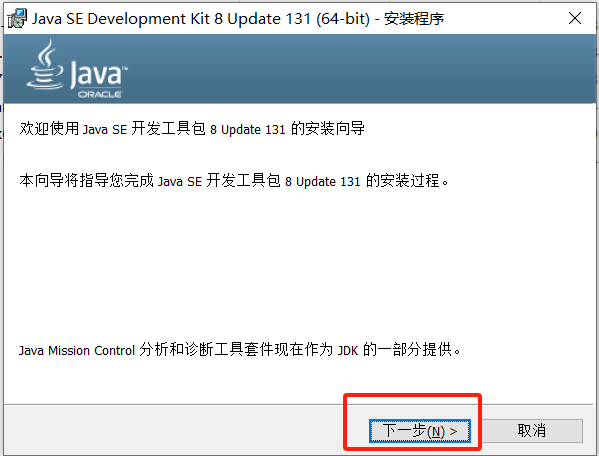 Java SE Development Kit 8 Update 131 (64-bit) - 安装程序
Java™
ORACLE
欢迎使用 Java SE 开发工具包 8 Update 131 的安装向导
本向导将指导您完成 Java SE 开发工具包 8 Update 131 的安装过程。
Java Mission Control 分析和诊断工具套件现在作为 JDK 的一部分提供。
下一步(N) > 取消